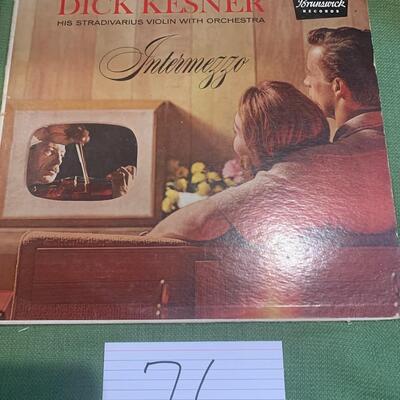 DICK KESNER
HIS STRADIVARIUS VIOLIN WITH ORCHESTRA
Brunswick
RECORDS
Intermezzo
71